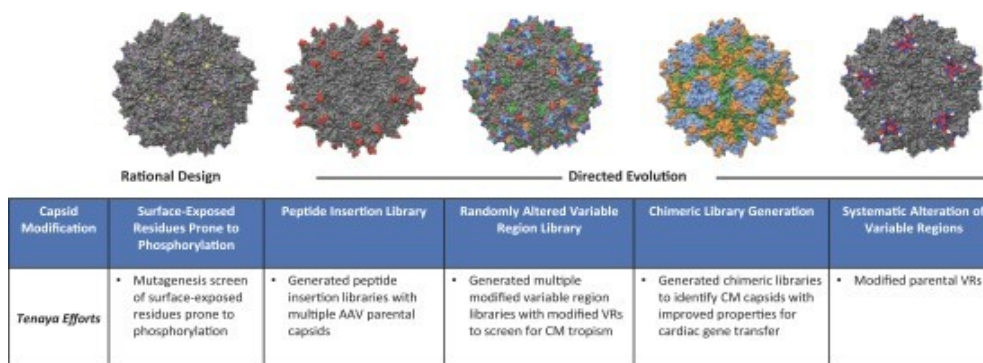 Rational Design
Directed Evolution
Capsid
Modification
Surface-Exposed
Residues Prone to
Phosphorylation
Peptide Insertion Library
Randomly Altered Variable
Region Library
Chimeric Library Generation
Systematic Alteration of
Variable Regions
Tenaya Efforts
• Mutagenesis screen
of surface-exposed
residues prone to
phosphorylation
• Generated peptide
insertion libraries with
multiple AAV parental
capsids
• Generated multiple
modified variable region
libraries with modified VRs
to screen for CM tropism
• Generated chimeric libraries
to identify CM capsids with
improved properties for
cardiac gene transfer
• Modified parental VRs